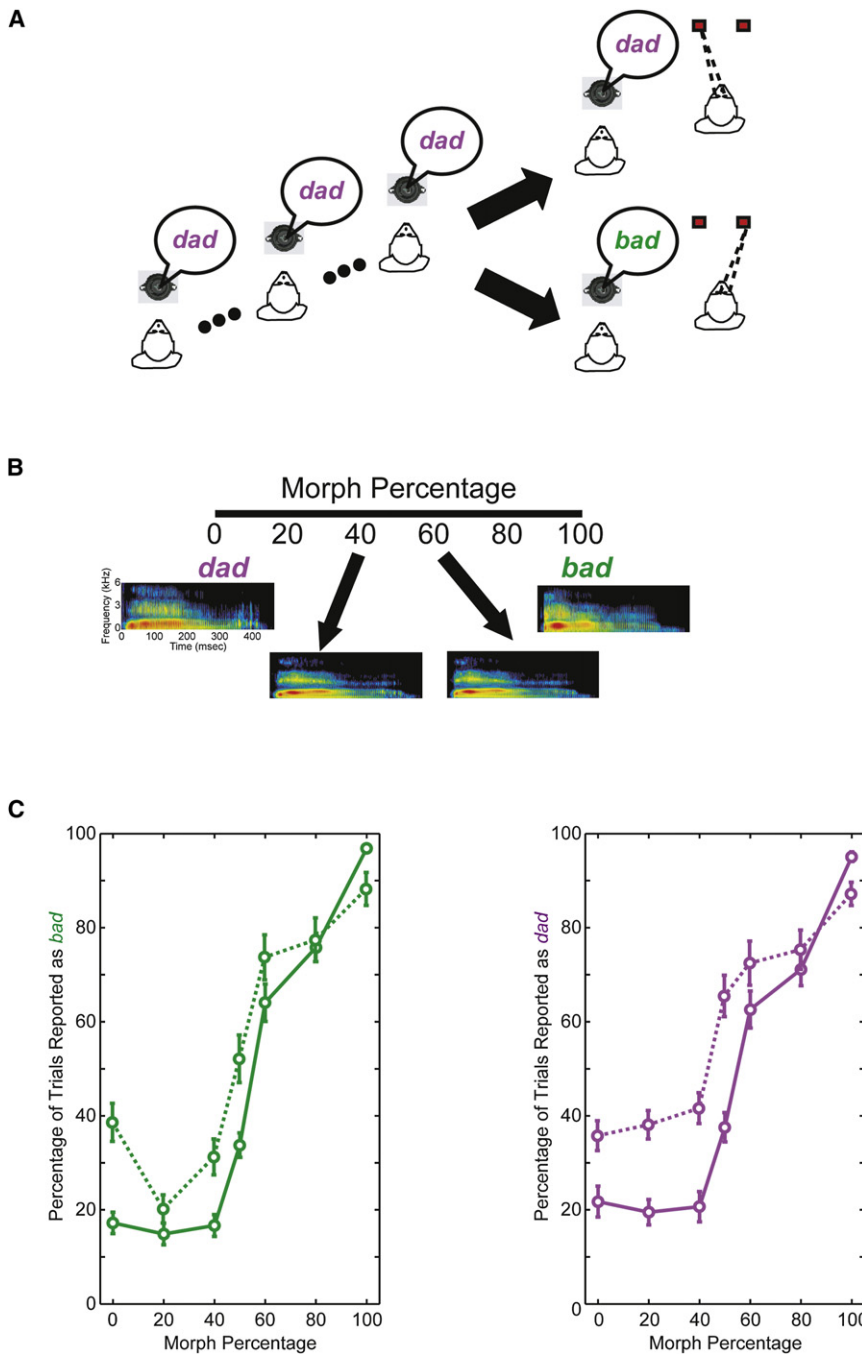 A
dad
dad
dad
dad
bad
B
Morph Percentage
0 20 40 60 80 100
dad
bad
Frequency (kHz)
6
3
0
0 100 200 300 400
Time (msec)
C
Percentage of Trials Reported as bad
100
80
60
40
20
0
0 20 40 60 80 100
Morph Percentage
Percentage of Trials Reported as dad
100
80
60
40
20
0
0 20 40 60 80 100
Morph Percentage